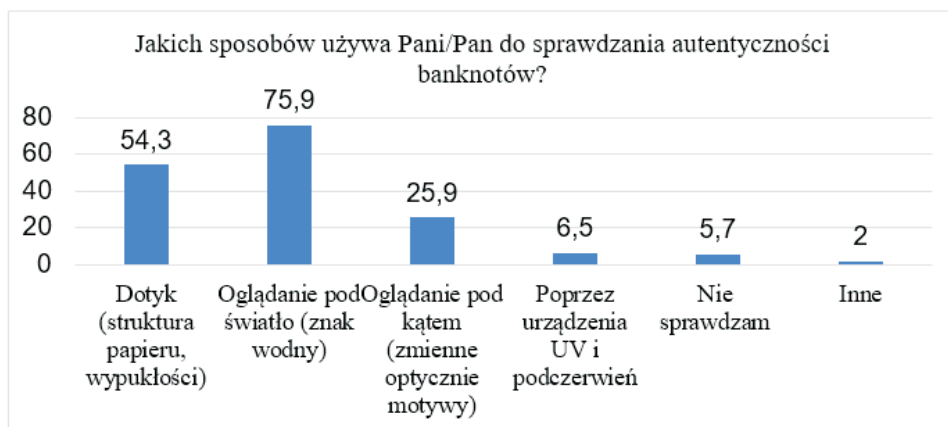 Jakich sposobów używa Pani/Pan do sprawdzania autentyczności
banknotów?
80
60
40
20
0
54,3
75,9
25,9
6,5
5,7
2
Dotyk
(struktura
papieru,
wypukłości)
Oglądanie pod
światło (znak
wodny)
Oglądanie pod
kątem
(zmienne
optycznie
motywy)
Poprzez
urządzenia
UV i
podczerwień
Nie
sprawdzam
Inne